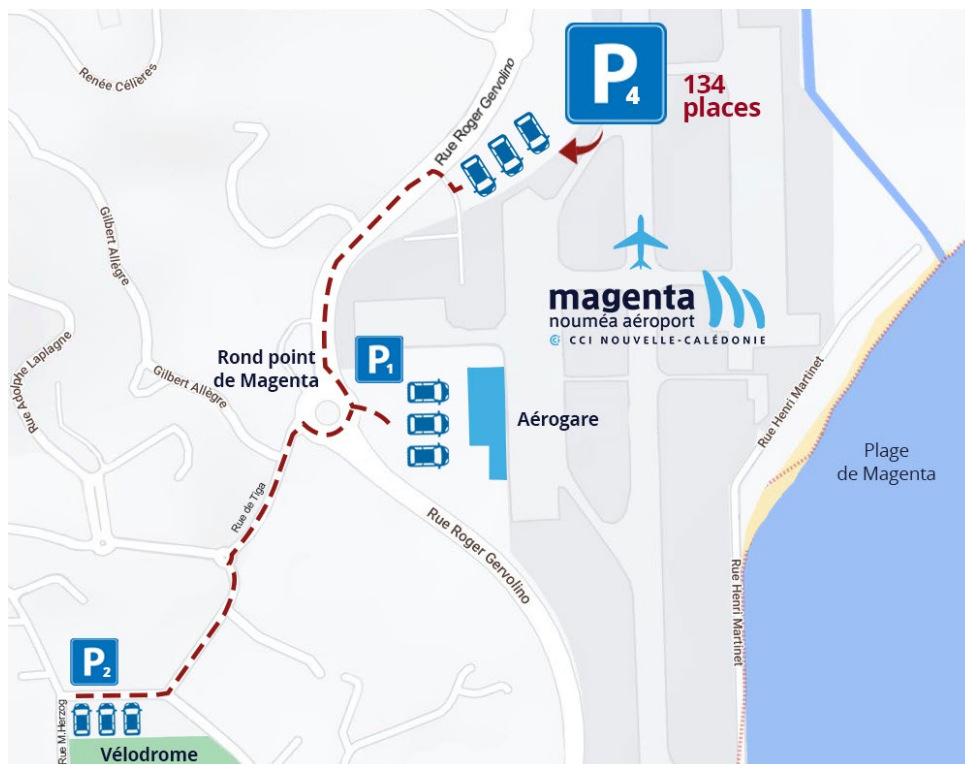 Renée Célières
Rue Roger Gervolino
P4
134
places
Gilbert Allègre
magenta
nouméa aéroport
CCI NOUVELLE-CALÉDONIE
Rue Adolphe Laplagne
Gilbert Allègre
Rond point
de Magenta
P1
Aérogare
Rue Henri Martinet
Plage
de Magenta
Rue de Tiga
Rue Roger Gervolino
Rue Henri Martinet
P2
Rue M.Herzog
Vélodrome